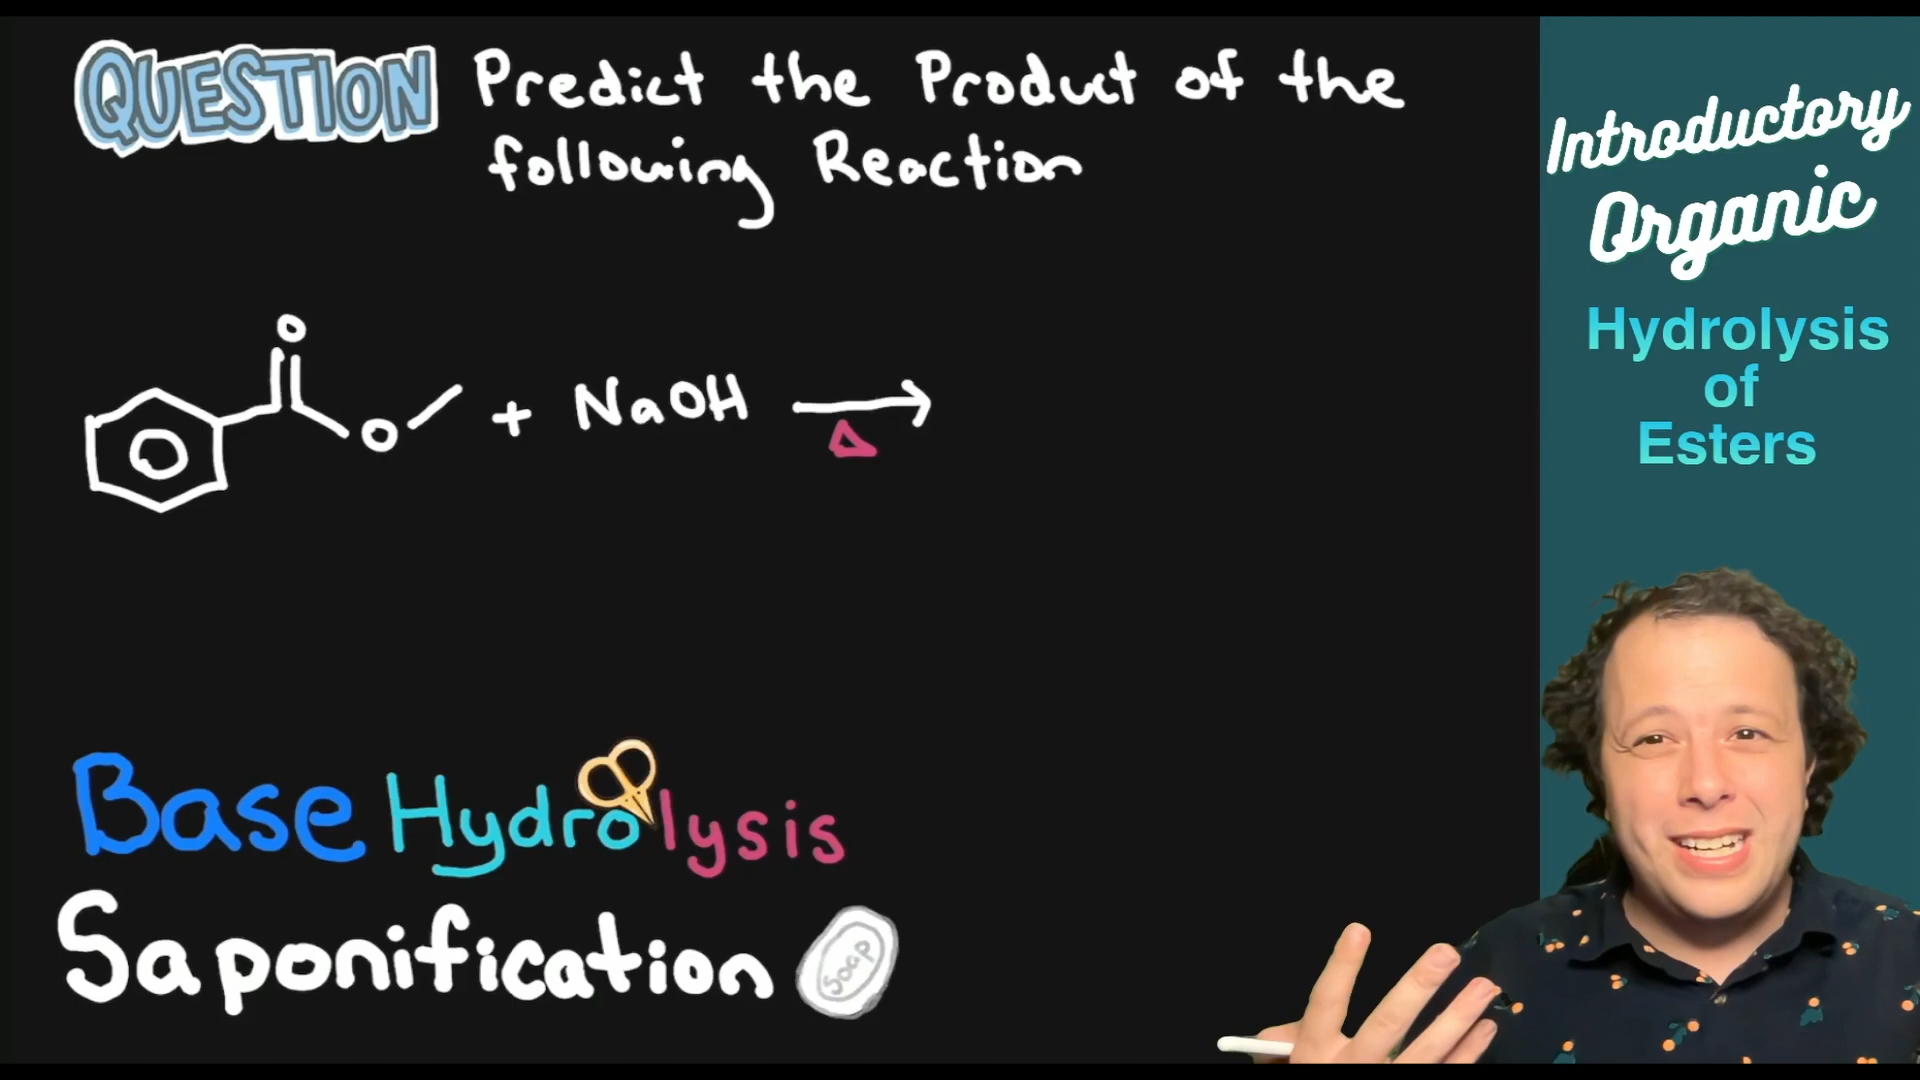 QUESTION Predict the Product of the
following Reaction
O
O + NaOH
Δ
Base Hydrolysis
Saponification
Soap
Introductory
Organic
Hydrolysis
of
Esters